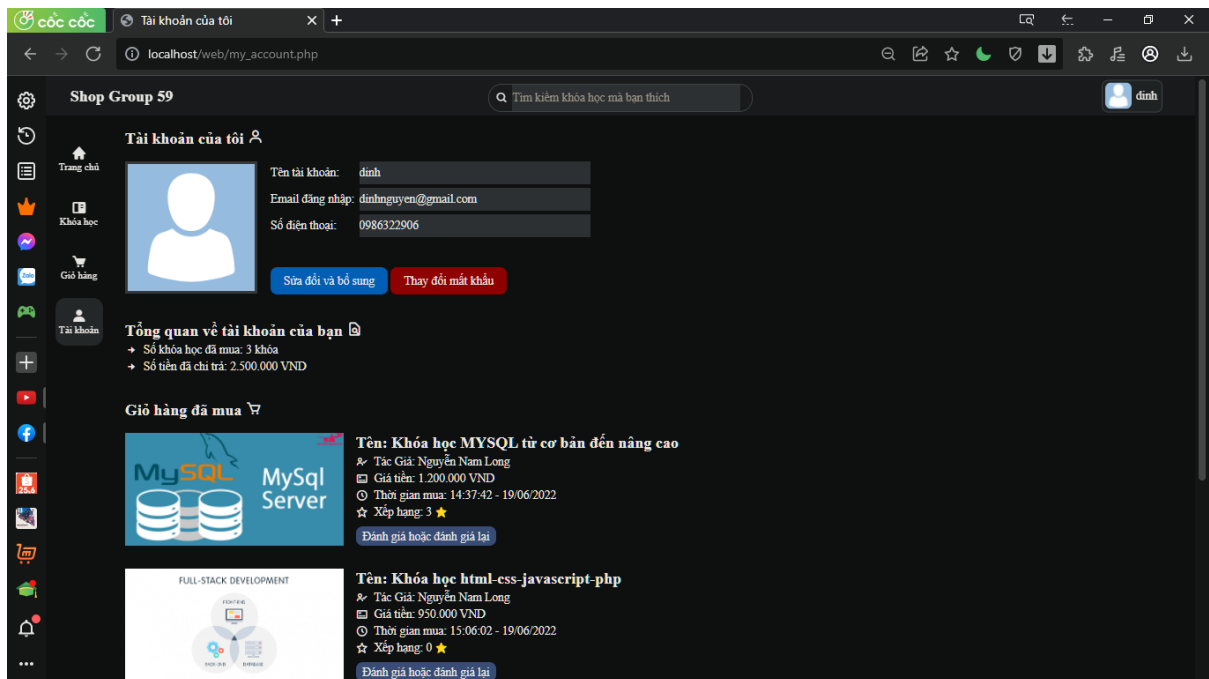 cốc cốc
Tài khoản của tôi
localhost/web/my_account.php
Shop Group 59
Tìm kiếm khóa học mà bạn thích
dinh
Trang chủ
Khóa học
Giỏ hàng
Tài khoản
Tài khoản của tôi
Tên tài khoản: dinh
Email đăng nhập: dinhnguyen@gmail.com
Số điện thoại: 0986322906
Sửa đổi và bổ sung
Thay đổi mất khẩu
Tổng quan về tài khoản của bạn
Số khóa học đã mua: 3 khóa
Số tiền đã chi trả: 2.500.000 VND
Giỏ hàng đã mua
MySQL
MySql
Server
Tên: Khóa học MYSQL từ cơ bản đến nâng cao
Tác Giả: Nguyễn Nam Long
Giá tiền: 1.200.000 VND
Thời gian mua: 14:37:42 - 19/06/2022
Xếp hạng: 3
Đánh giá hoặc đánh giá lại
FULL-STACK DEVELOPMENT
FRONT-END
BACK-END
DATABASE
Tên: Khóa học html-css-javascript-php
Tác Giả: Nguyễn Nam Long
Giá tiền: 950.000 VND
Thời gian mua: 15:06:02 - 19/06/2022
Xếp hạng: 0
Đánh giá hoặc đánh giá lại
Zalo
25.6